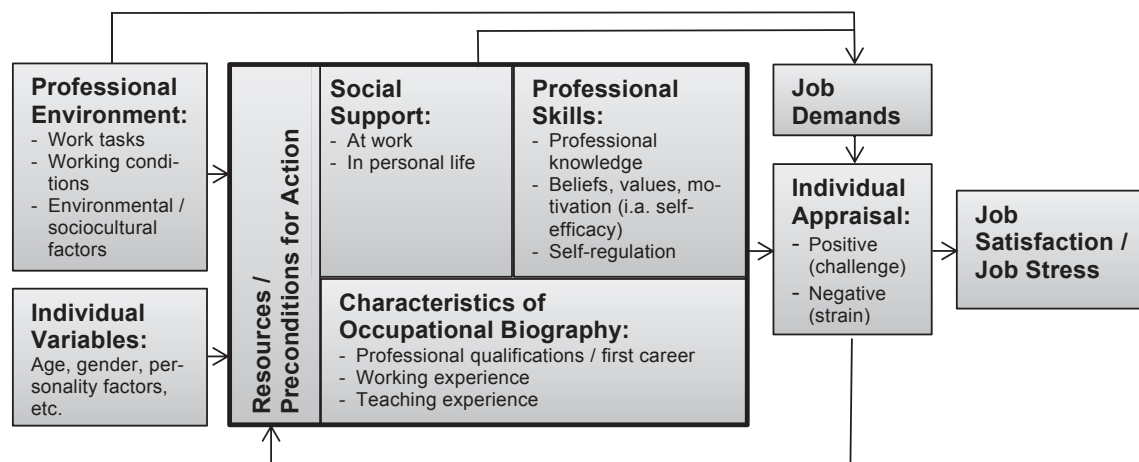 Professional
Environment:
- Work tasks
- Working condi-
tions
- Environmental /
sociocultural
factors
Individual
Variables:
Age, gender, per-
sonality factors,
etc.
Resources /
Preconditions for Action
Social
Support:
- At work
- In personal life
Professional
Skills:
- Professional
knowledge
- Beliefs, values, mo-
tivation (i.a. self-
efficacy)
- Self-regulation
Characteristics of
Occupational Biography:
- Professional qualifications / first career
- Working experience
- Teaching experience
Job
Demands
Individual
Appraisal:
- Positive
(challenge)
- Negative
(strain)
Job
Satisfaction /
Job Stress